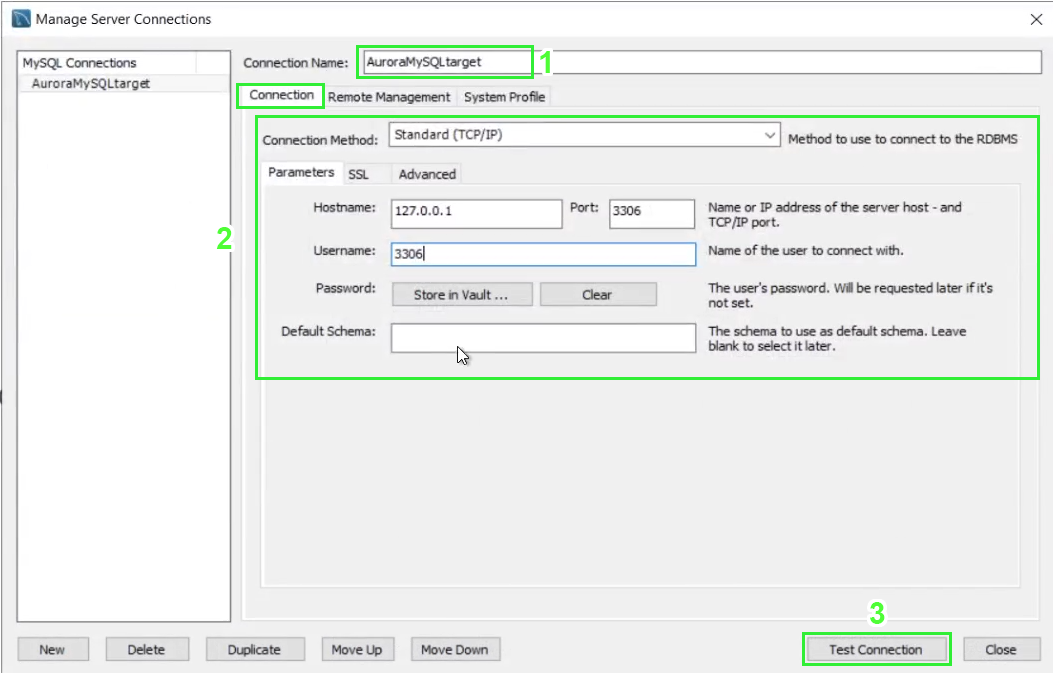 Manage Server Connections
MySQL Connections
AuroraMySQLtarget
Connection Name: AuroraMySQLtarget 1
Connection Remote Management System Profile
Connection Method: Standard (TCP/IP) Method to use to connect to the RDBMS
Parameters SSL Advanced
2
Hostname: 127.0.0.1 Port: 3306 Name or IP address of the server host - and
TCP/IP port.
Username: 3306 Name of the user to connect with.
Password: Store in Vault ... Clear The user's password. Will be requested later if it's
not set.
Default Schema: The schema to use as default schema. Leave
blank to select it later.
3
New Delete Duplicate Move Up Move Down Test Connection Close